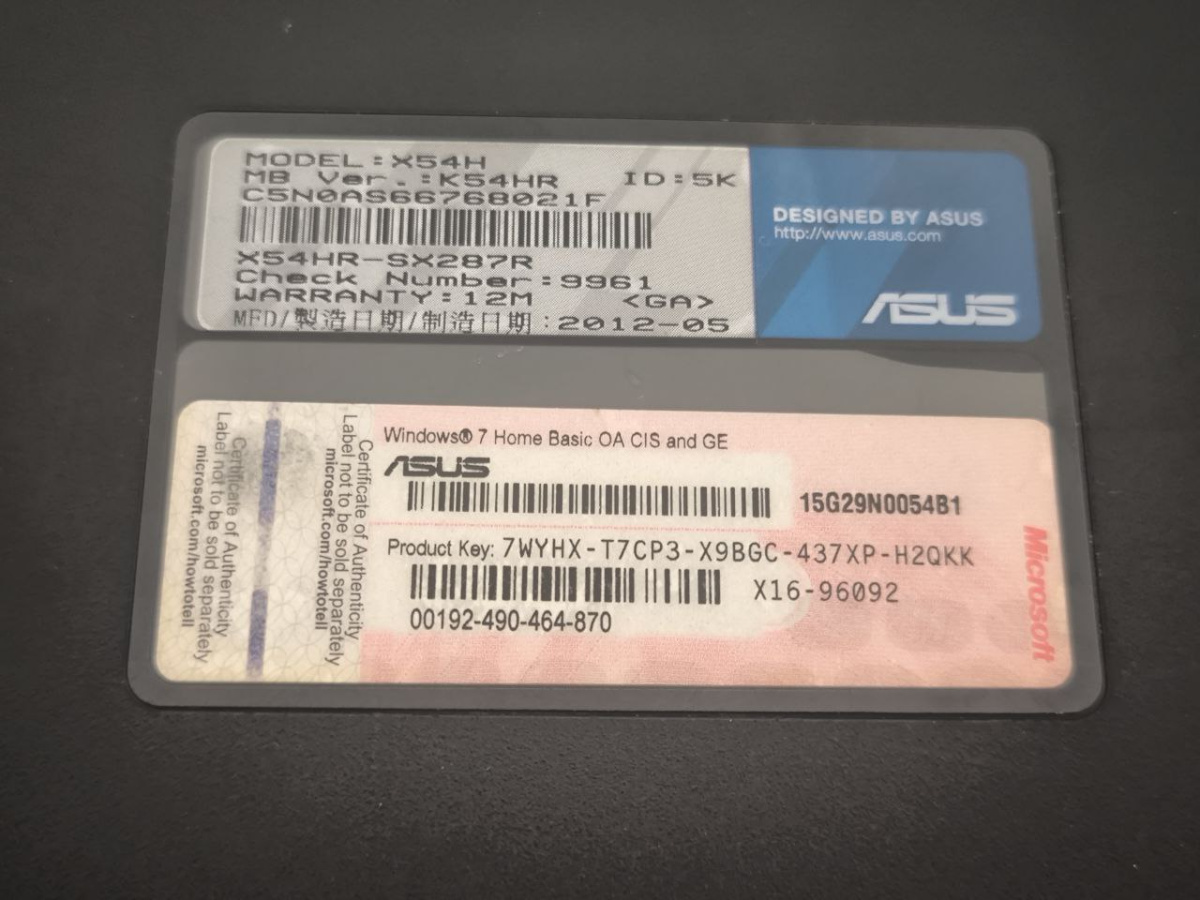 MODEL:X54H
MB Ver.:K54HR ID:5K
C5N0AS66768021F
X54HR-SX287R
Check Number:9961
WARRANTY:12M <GA>
MFD/製造日期/制造日期:2012-05
DESIGNED BY ASUS
http://www.asus.com
ASUS
Certificate of Authenticity
Label not to be sold separately
microsoft.com/howtotell
Certificate of Authenticity
Label not to be sold separately
microsoft.com/howtotell
Windows® 7 Home Basic OA CIS and GE
ASUS
15G29N0054B1
Product Key: 7WYHX-T7CP3-X9BGC-437XP-H2QKK
X16-96092
00192-490-464-870
Microsoft